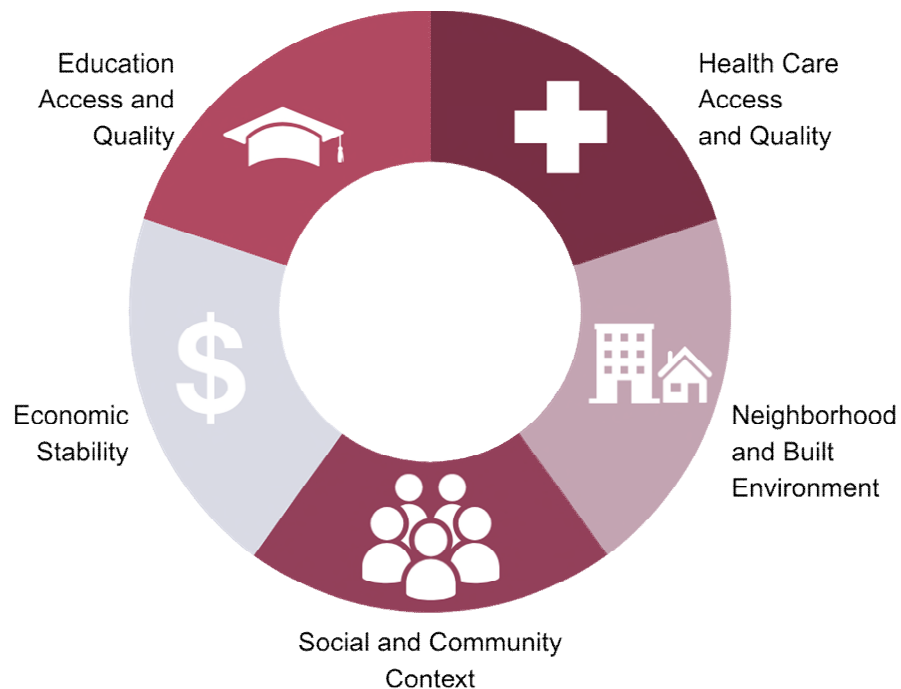 Education
Access and
Quality
Health Care
Access
and Quality
$
Economic
Stability
Neighborhood
and Built
Environment
Social and Community
Context